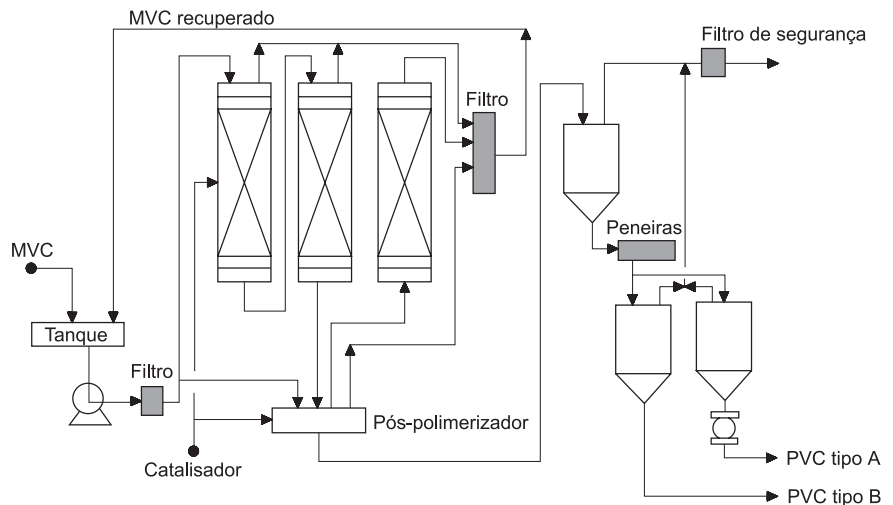 MVC recuperado
Filtro de segurança
Filtro
Peneiras
MVC
Tanque
Filtro
Pós-polimerizador
Catalisador
PVC tipo A
PVC tipo B